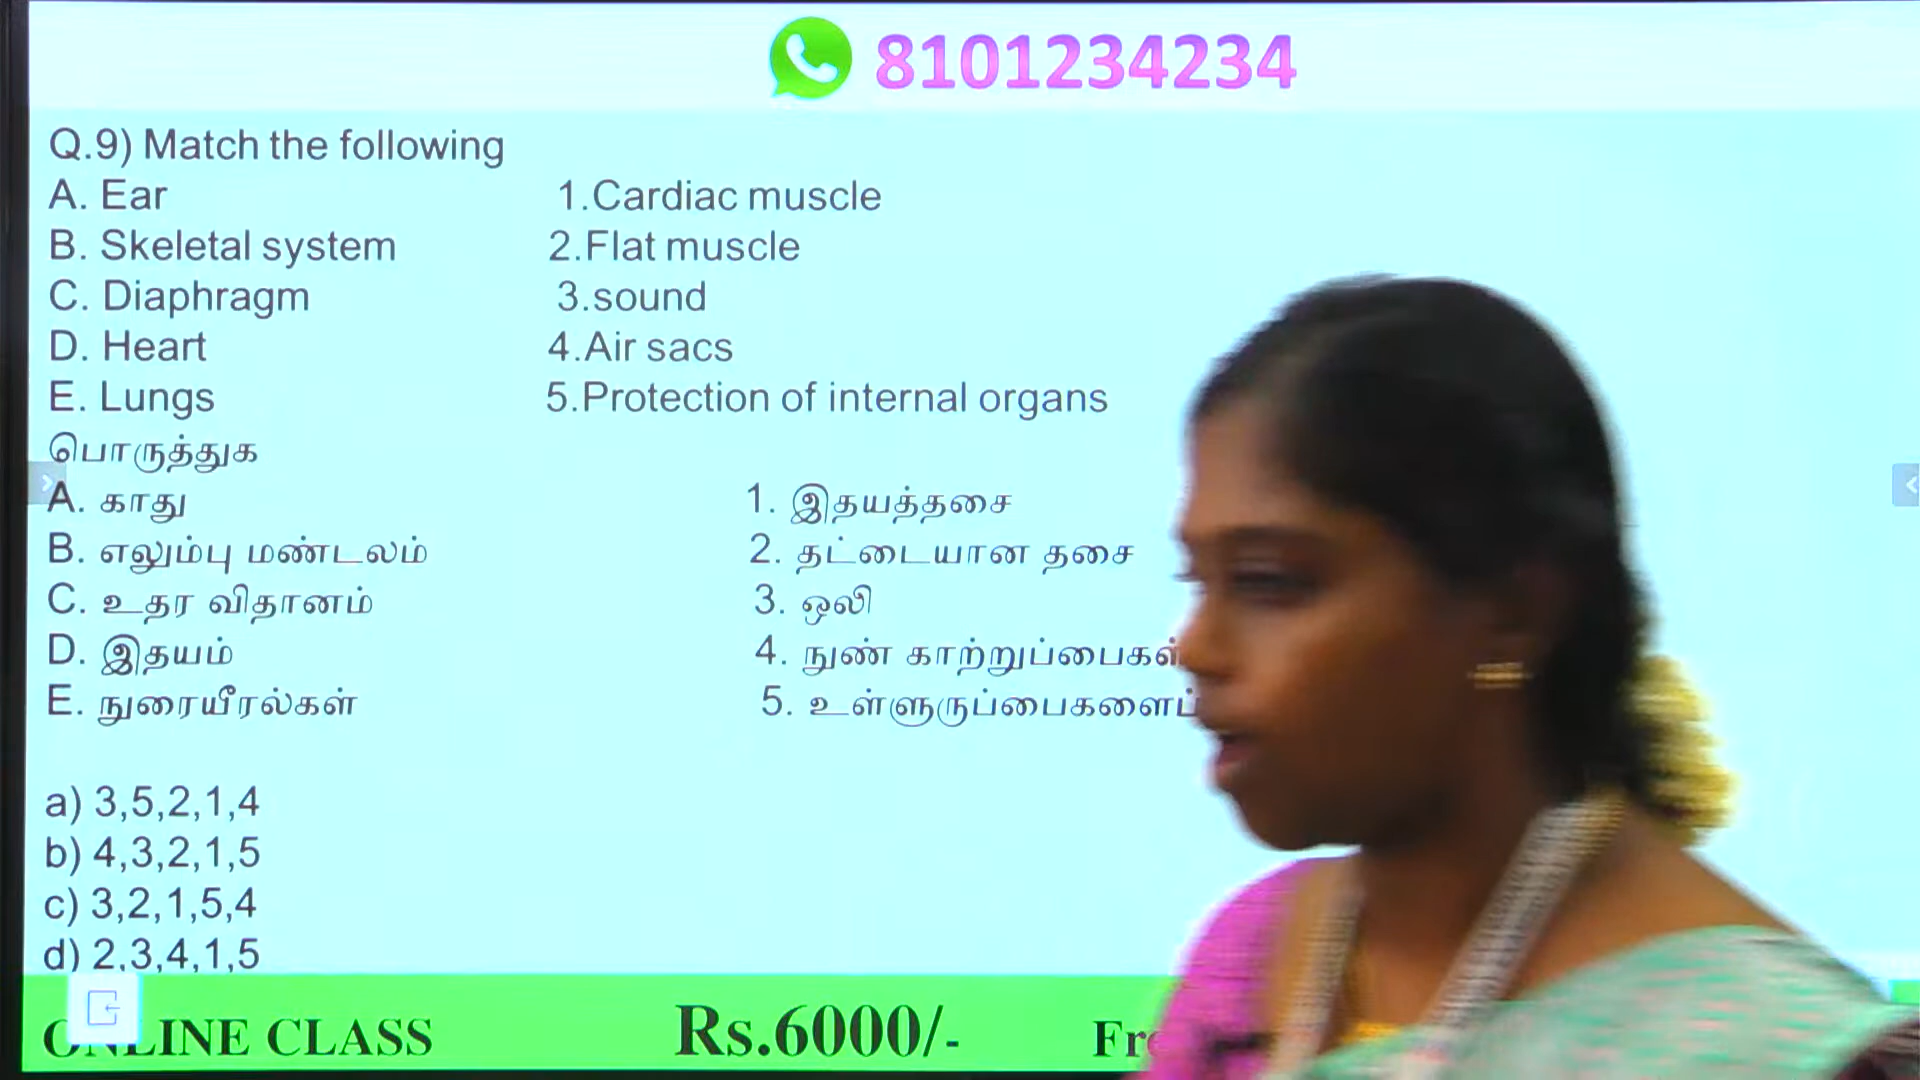 8101234234
Q.9) Match the following
A. Ear 1.Cardiac muscle
B. Skeletal system 2.Flat muscle
C. Diaphragm 3.sound
D. Heart 4.Air sacs
E. Lungs 5.Protection of internal organs
பொருத்துக
A. காது 1. இதயத்தசை
B. எலும்பு மண்டலம் 2. தட்டையான தசை
C. உதர விதானம் 3. ஒலி
D. இதயம் 4. நுண் காற்றுப்பைகள்
E. நுரையீரல்கள் 5.
a) 3,5,2,1,4
b) 4,3,2,1,5
c) 3,2,1,5,4
d) 2,3,4,1,5
ONLINE CLASS Rs.6000/-